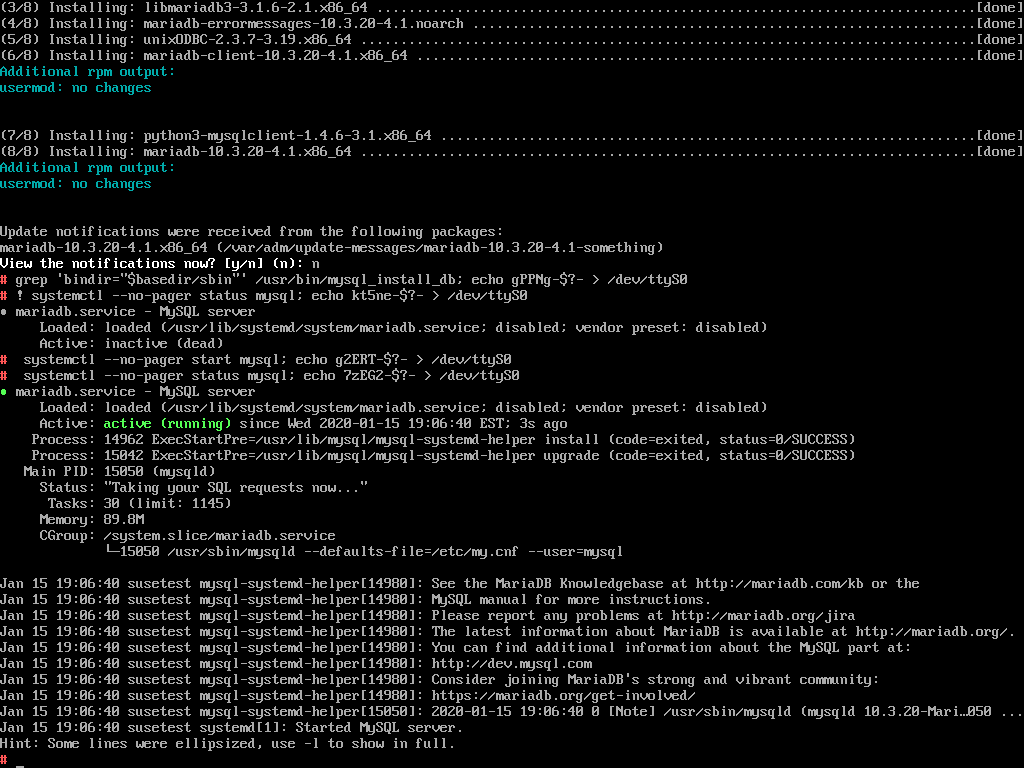 (3/8) Installing: libmariadb3-3.1.6-2.1.x86_64 ...........................................................................[done]
(4/8) Installing: mariadb-errormessages-10.3.20-4.1.noarch ...............................................................[done]
(5/8) Installing: unixODBC-2.3.7-3.19.x86_64 .............................................................................[done]
(6/8) Installing: mariadb-client-10.3.20-4.1.x86_64 ......................................................................[done]
Additional rpm output:
usermod: no changes
(7/8) Installing: python3-mysqlclient-1.4.6-3.1.x86_64 ...................................................................[done]
(8/8) Installing: mariadb-10.3.20-4.1.x86_64 .............................................................................[done]
Additional rpm output:
usermod: no changes
Update notifications were received from the following packages:
mariadb-10.3.20-4.1.x86_64 (/var/adm/update-messages/mariadb-10.3.20-4.1-something)
View the notifications now? [y/n] (n): n
# grep 'bindir="$basedir/sbin"' /usr/bin/mysql_install_db; echo gPPNg-$?- > /dev/ttyS0
# ! systemctl --no-pager status mysql; echo kt5ne-$?- > /dev/ttyS0
● mariadb.service - MySQL server
Loaded: loaded (/usr/lib/systemd/system/mariadb.service; disabled; vendor preset: disabled)
Active: inactive (dead)
#  systemctl --no-pager start mysql; echo g2ERT-$?- > /dev/ttyS0
#  systemctl --no-pager status mysql; echo 7zEG2-$?- > /dev/ttyS0
● mariadb.service - MySQL server
Loaded: loaded (/usr/lib/systemd/system/mariadb.service; disabled; vendor preset: disabled)
Active: active (running) since Wed 2020-01-15 19:06:40 EST; 3s ago
Process: 14962 ExecStartPre=/usr/lib/mysql/mysql-systemd-helper install (code=exited, status=0/SUCCESS)
Process: 15042 ExecStartPre=/usr/lib/mysql/mysql-systemd-helper upgrade (code=exited, status=0/SUCCESS)
Main PID: 15050 (mysqld)
Status: "Taking your SQL requests now..."
Tasks: 30 (limit: 1145)
Memory: 89.8M
CGroup: /system.slice/mariadb.service
└─15050 /usr/sbin/mysqld --defaults-file=/etc/my.cnf --user=mysql
Jan 15 19:06:40 susetest mysql-systemd-helper[14980]: See the MariaDB Knowledgebase at http://mariadb.com/kb or the
Jan 15 19:06:40 susetest mysql-systemd-helper[14980]: MySQL manual for more instructions.
Jan 15 19:06:40 susetest mysql-systemd-helper[14980]: Please report any problems at http://mariadb.org/jira
Jan 15 19:06:40 susetest mysql-systemd-helper[14980]: The latest information about MariaDB is available at http://mariadb.org/.
Jan 15 19:06:40 susetest mysql-systemd-helper[14980]: You can find additional information about the MySQL part at:
Jan 15 19:06:40 susetest mysql-systemd-helper[14980]: http://dev.mysql.com
Jan 15 19:06:40 susetest mysql-systemd-helper[14980]: Consider joining MariaDB's strong and vibrant community:
Jan 15 19:06:40 susetest mysql-systemd-helper[14980]: https://mariadb.org/get-involved/
Jan 15 19:06:40 susetest mysql-systemd-helper[15050]: 2020-01-15 19:06:40 0 [Note] /usr/sbin/mysqld (mysqld 10.3.20-Mari…050 ...
Jan 15 19:06:40 susetest systemd[1]: Started MySQL server.
Hint: Some lines were ellipsized, use -l to show in full.
# _